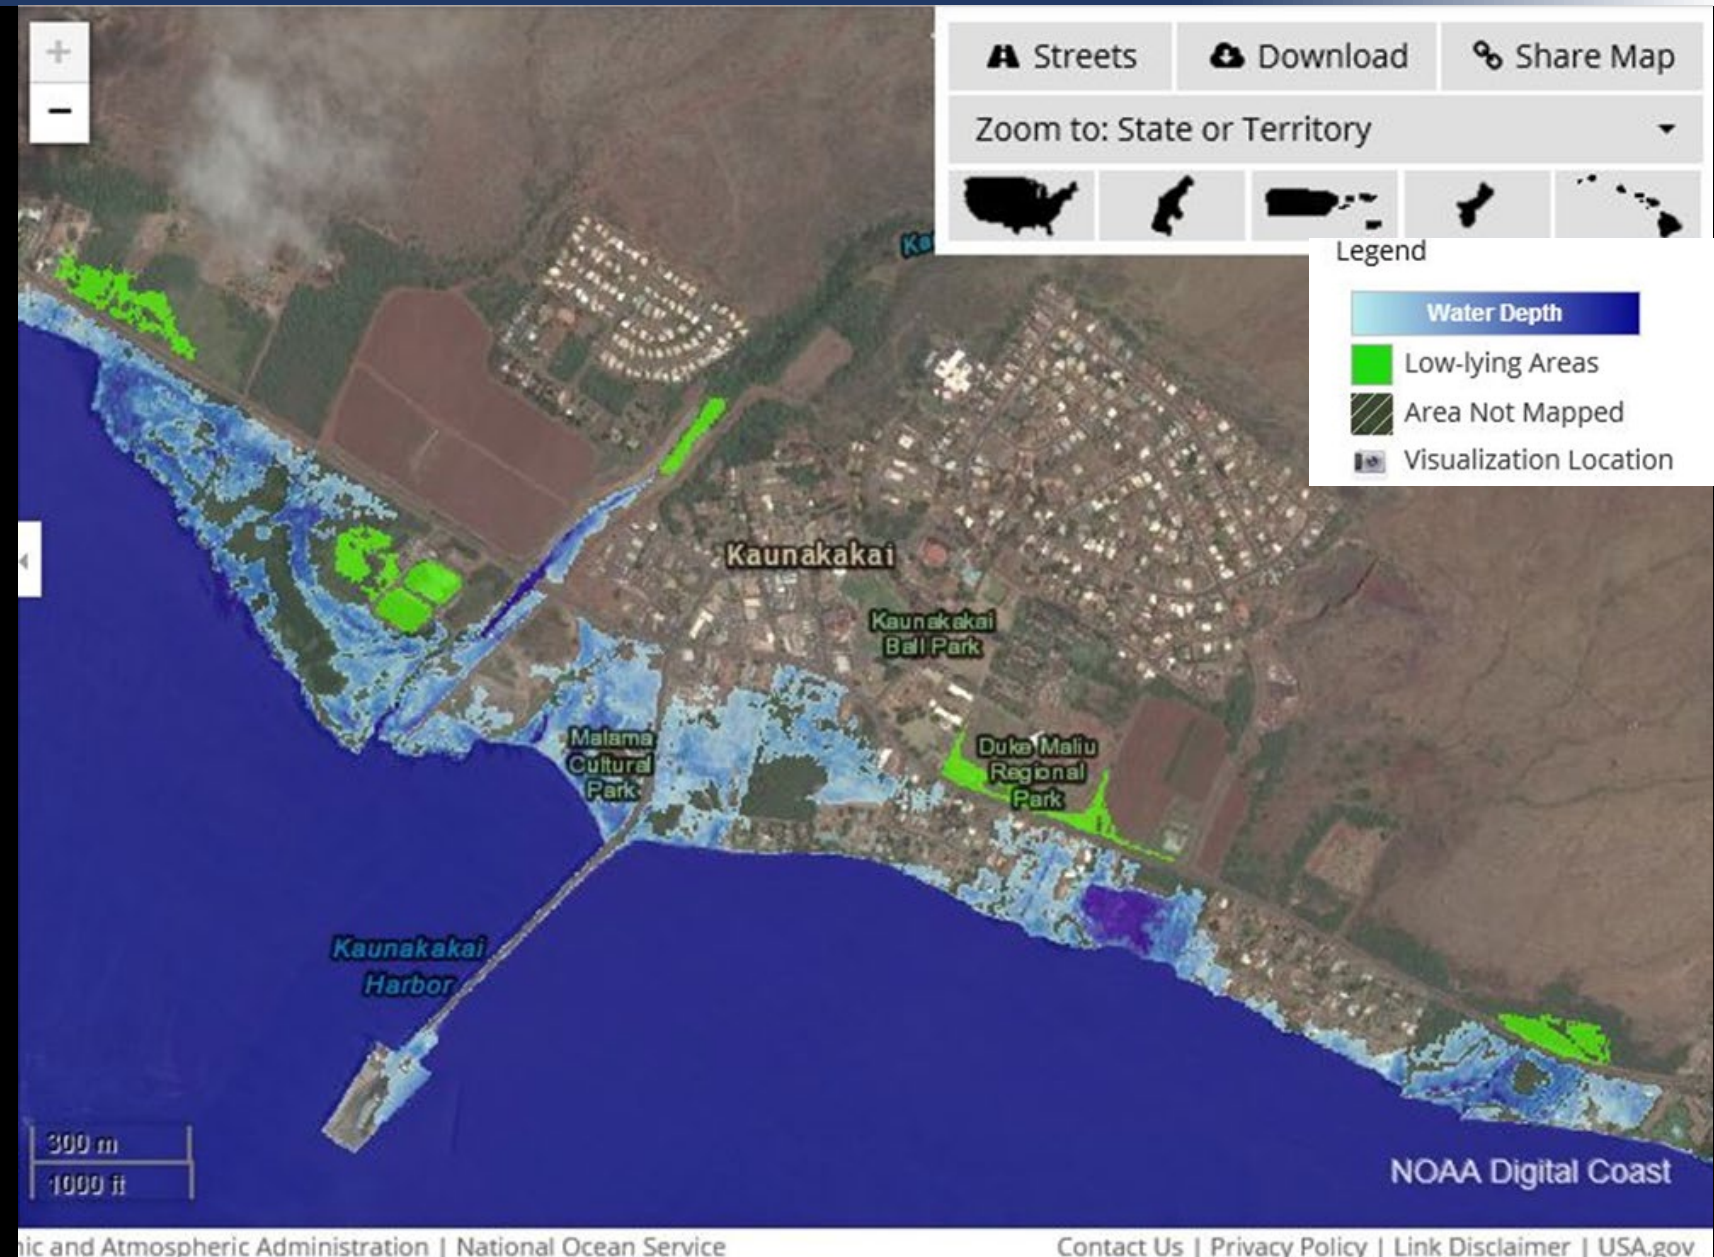 +
−
Streets
Download
Share Map
Zoom to: State or Territory
Legend
Water Depth
Low-lying Areas
Area Not Mapped
Visualization Location
Kaunakakai
Kaunakakai
Ball Park
Malama
Cultural
Park
Duke Maliu
Regional
Park
Kaunakakai
Harbor
300 m
1000 ft
NOAA Digital Coast
and Atmospheric Administration | National Ocean Service
Contact Us | Privacy Policy | Link Disclaimer | USA.gov